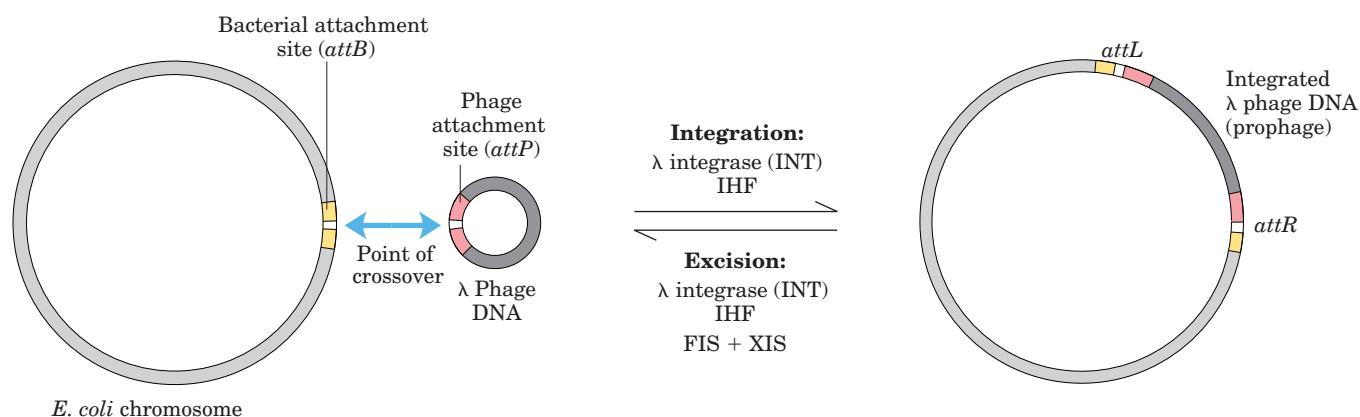 Bacterial attachment
site (attB)
Phage
attachment
site (attP)
Point of
crossover
λ Phage
DNA
E. coli chromosome
Integration:
λ integrase (INT)
IHF
Excision:
λ integrase (INT)
IHF
FIS + XIS
attL
Integrated
λ phage DNA
(prophage)
attR